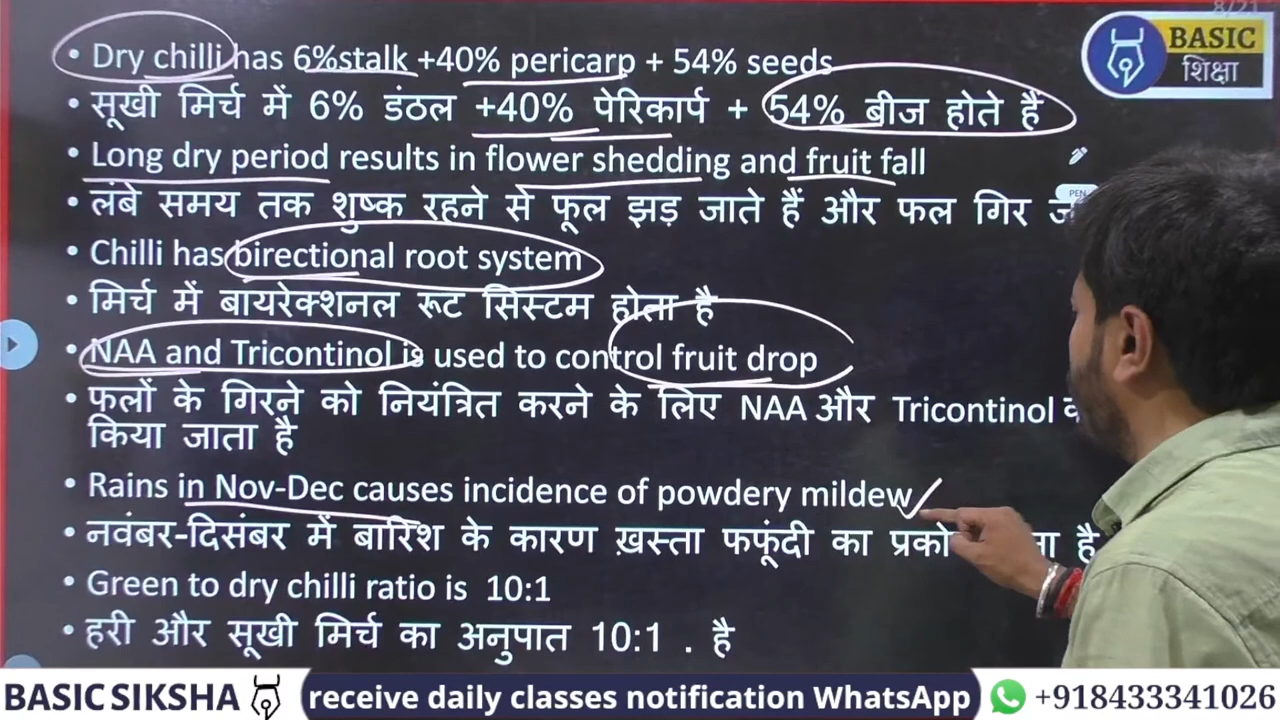 8/21
BASIC
शिक्षा
• Dry chilli has 6%stalk +40% pericarp + 54% seeds
• सूखी मिर्च में 6% डंठल +40% पेरिकार्प + 54% बीज होते हैं
• Long dry period results in flower shedding and fruit fall
• लंबे समय तक शुष्क रहने से फूल झड़ जाते हैं और फल गिर
PEN
• Chilli has birectional root system
• मिर्च में बायरेक्शनल रूट सिस्टम होता है
• NAA and Tricontinol is used to control fruit drop
• फलों के गिरने को नियंत्रित करने के लिए NAA और Tricontinol
किया जाता है
• Rains in Nov-Dec causes incidence of powdery mildew
• नवंबर-दिसंबर में बारिश के कारण ख़स्ता फफूंदी का है
• Green to dry chilli ratio is 10:1
• हरी और सूखी मिर्च का अनुपात 10:1 . है
BASIC SIKSHA receive daily classes notification WhatsApp +918433341026